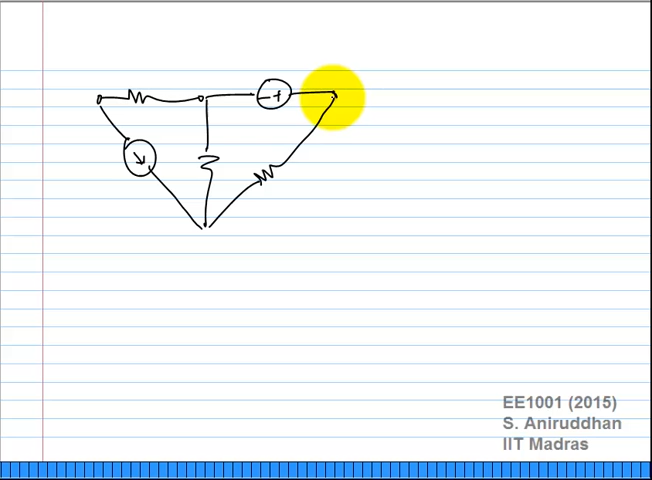 - +
EE1001 (2015)
S. Aniruddhan
IIT Madras